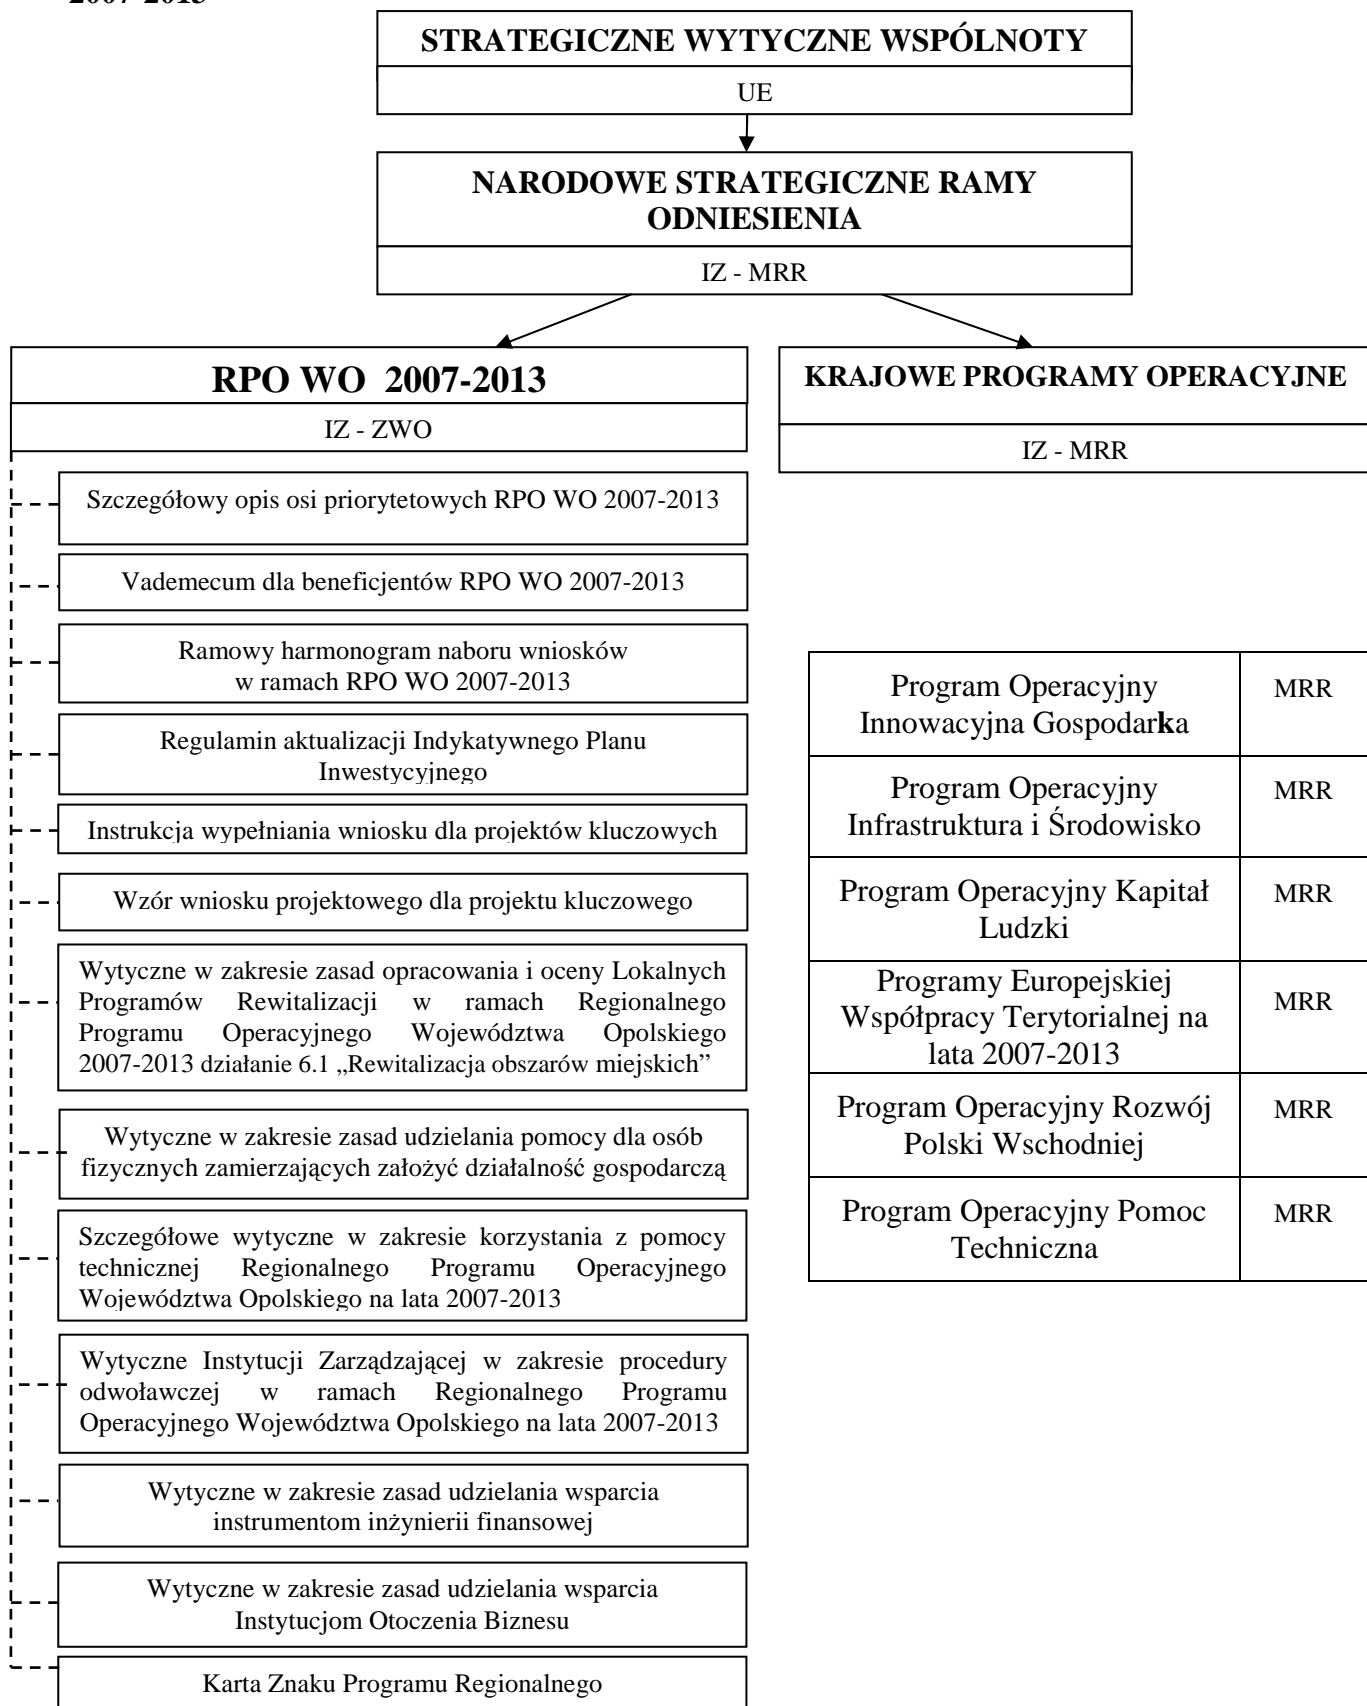 2007-2013
STRATEGICZNE WYTYCZNE WSPÓLNOTY
UE
NARODOWE STRATEGICZNE RAMY
ODNIESIENIA
IZ - MRR
RPO WO 2007-2013
IZ - ZWO
KRAJOWE PROGRAMY OPERACYJNE
IZ - MRR
Szczegółowy opis osi priorytetowych RPO WO 2007-2013
Vademecum dla beneficjentów RPO WO 2007-2013
Ramowy harmonogram naboru wniosków
w ramach RPO WO 2007-2013
Regulamin aktualizacji Indykatywnego Planu
Inwestycyjnego
Instrukcja wypełniania wniosku dla projektów kluczowych
Wzór wniosku projektowego dla projektu kluczowego
Wytyczne w zakresie zasad opracowania i oceny Lokalnych
Programów Rewitalizacji w ramach Regionalnego
Programu Operacyjnego Województwa Opolskiego
2007-2013 działanie 6.1 „Rewitalizacja obszarów miejskich”
Wytyczne w zakresie zasad udzielania pomocy dla osób
fizycznych zamierzających założyć działalność gospodarczą
Szczegółowe wytyczne w zakresie korzystania z pomocy
technicznej Regionalnego Programu Operacyjnego
Województwa Opolskiego na lata 2007-2013
Wytyczne Instytucji Zarządzającej w zakresie procedury
odwoławczej w ramach Regionalnego Programu
Operacyjnego Województwa Opolskiego na lata 2007-2013
Wytyczne w zakresie zasad udzielania wsparcia
instrumentom inżynierii finansowej
Wytyczne w zakresie zasad udzielania wsparcia
Instytucjom Otoczenia Biznesu
Karta Znaku Programu Regionalnego
Program Operacyjny MRR
Innowacyjna Gospodarka
Program Operacyjny MRR
Infrastruktura i Środowisko
Program Operacyjny Kapitał MRR
Ludzki
Programy Europejskiej
Współpracy Terytorialnej na MRR
lata 2007-2013
Program Operacyjny Rozwój MRR
Polski Wschodniej
Program Operacyjny Pomoc MRR
Techniczna